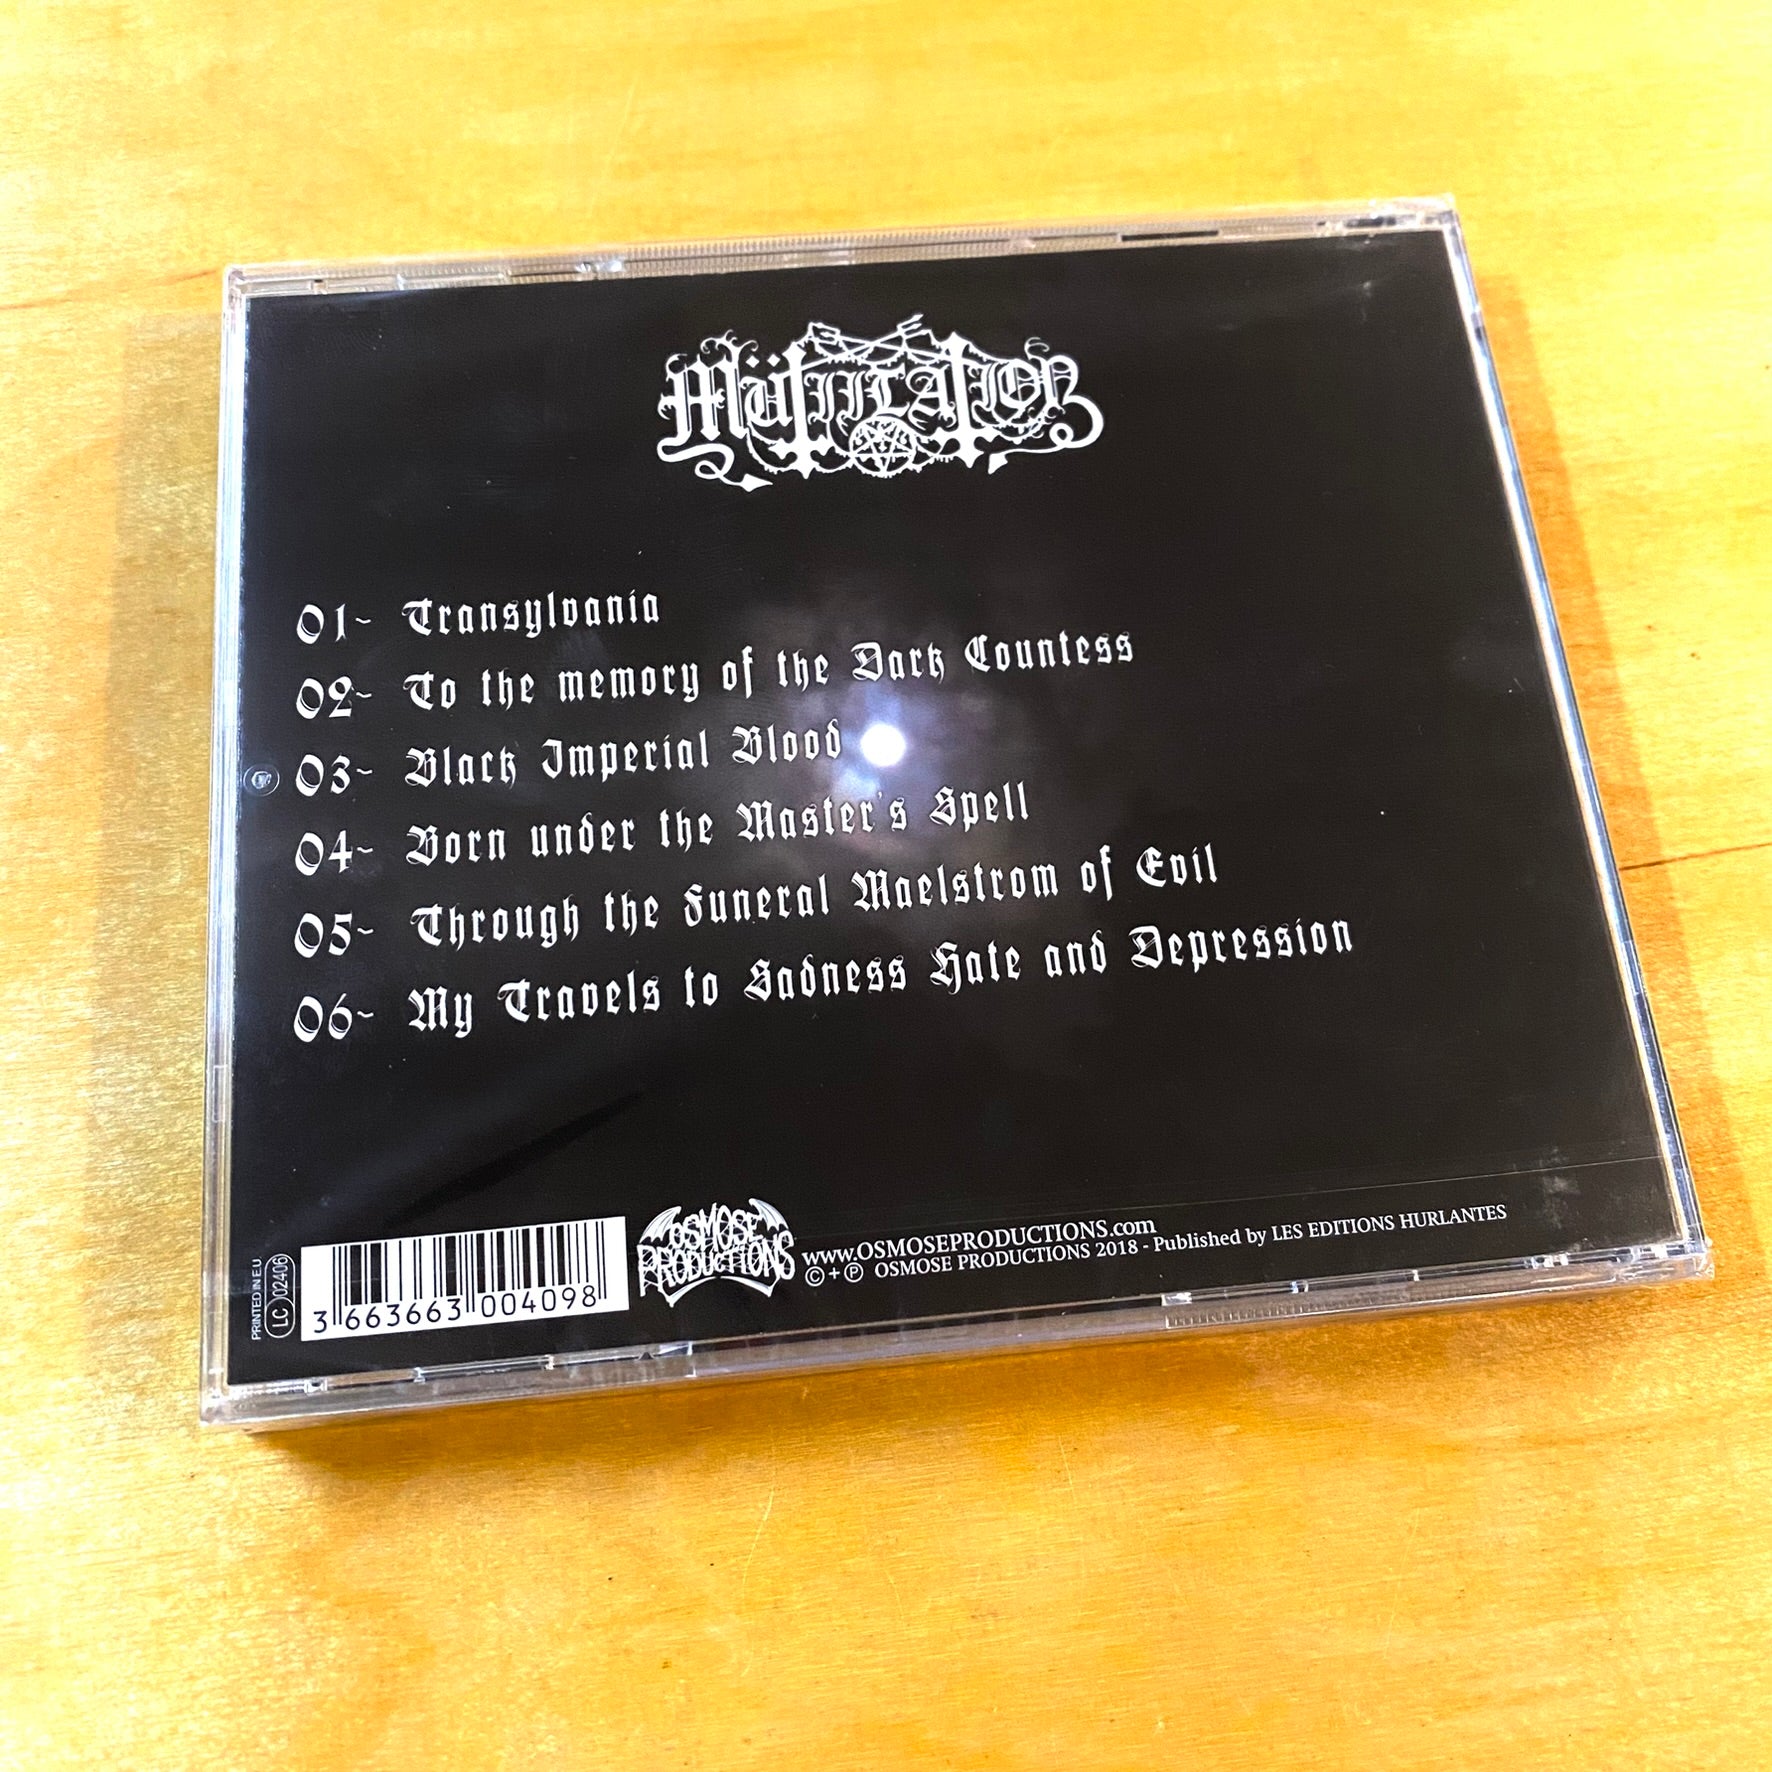 Mütiilation
01~ Transylvania
02~ To the memory of the Dark Countess
03~ Black Imperial Blood
04~ Born under the Master's Spell
05~ Through the Funeral Maelstrom of Evil
06~ My Travels to Sadness Hate and Depression
PRINTED IN E.U
LC 02406
3 663663 004098
OSMOSE
PRODUCTIONS
www.OSMOSEPRODUCTIONS.com
©+℗ OSMOSE PRODUCTIONS 2018 - Published by LES EDITIONS HURLANTES